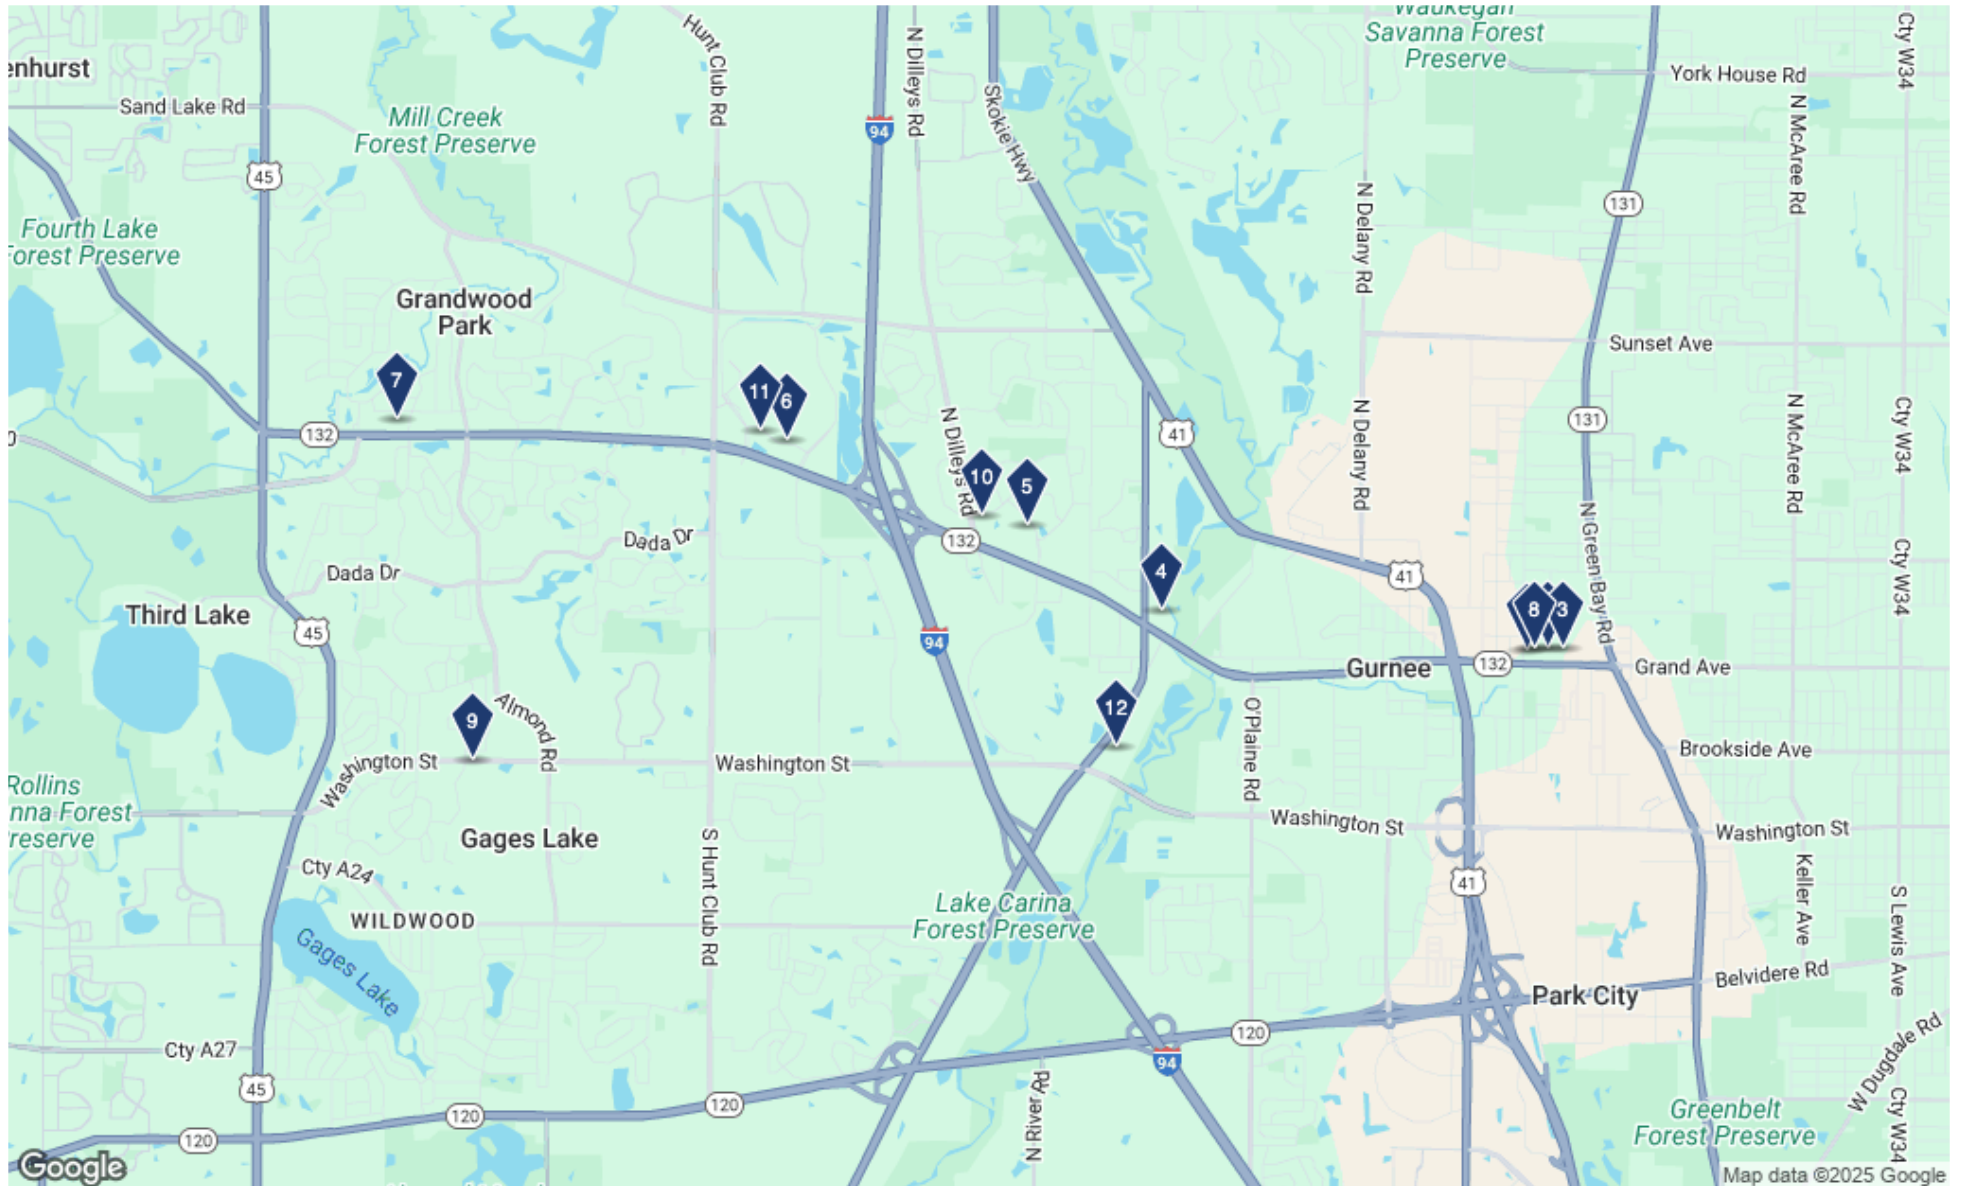 Waukegan
Savanna Forest
Preserve
enhurst
Sand Lake Rd
Mill Creek
Forest Preserve
Hunt Club Rd
N Dilleys Rd
94
Skokie Hwy
York House Rd
Cty W34
N McAree Rd
45
131
N Delany Rd
Fourth Lake
Forest Preserve
Grandwood
Park
Sunset Ave
7
11
6
132
41
131
N Delany Rd
N McAree Rd
Cty W34
N Dilleys Rd
10
5
132
Dada Dr
Dada Dr
4
41
N Green Bay Rd
Cty W34
Third Lake
45
94
8
3
Gurnee
132
Grand Ave
9
Almond Rd
12
O'Plaine Rd
Brookside Ave
Washington St
Washington St
Washington St
Washington St
Rollins
nna Forest
reserve
Gages Lake
S Hunt Club Rd
Cty A24
41
Keller Ave
S Lewis Ave
WILDWOOD
Lake Carina
Forest Preserve
Gages Lake
Belvidere Rd
Park City
120
Cty A27
45
94
N River Rd
W Dugdale Rd
120
120
120
Greenbelt
Forest Preserve
Cty W34
Google
Map data ©2025 Google